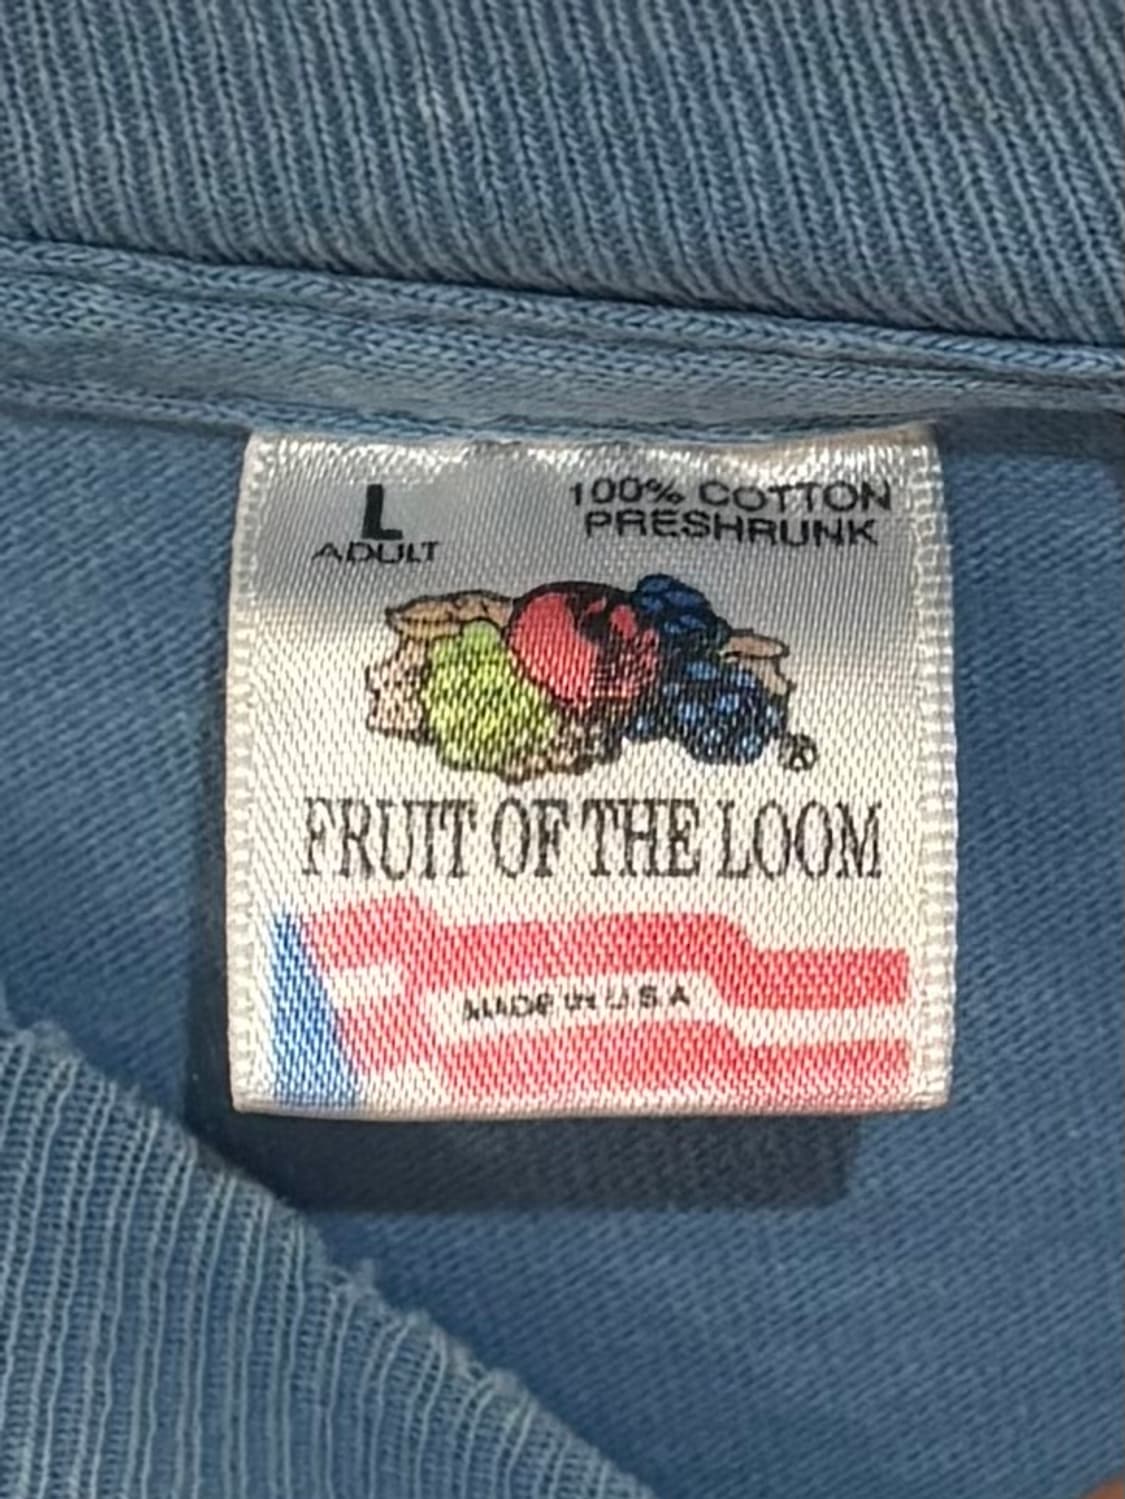 L
ADULT
100% COTTON
PRESHRUNK
®
FRUIT OF THE LOOM
MADE IN U.S.A